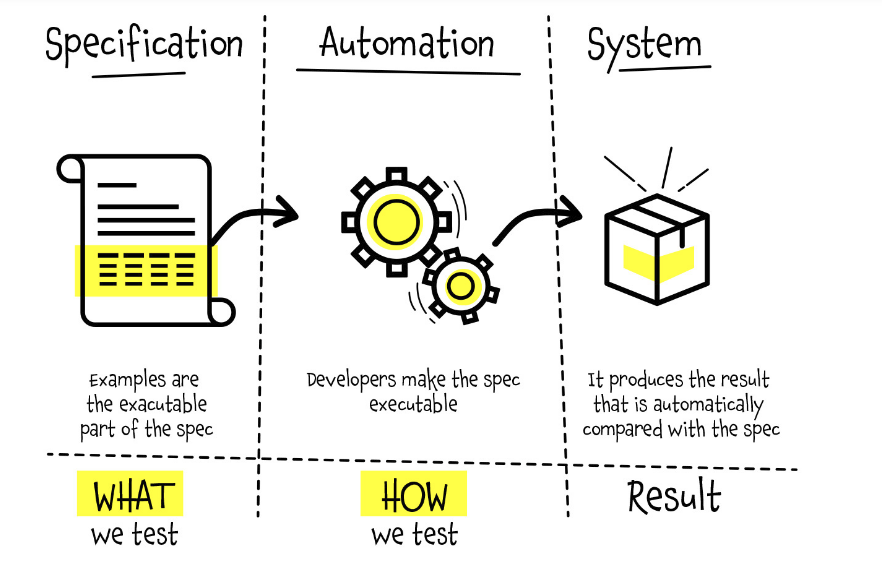 Specification
Automation
System
Examples are
the exacutable
part of the spec
Developers make the spec
executable
It produces the result
that is automatically
compared with the spec
WHAT
we test
HOW
we test
Result